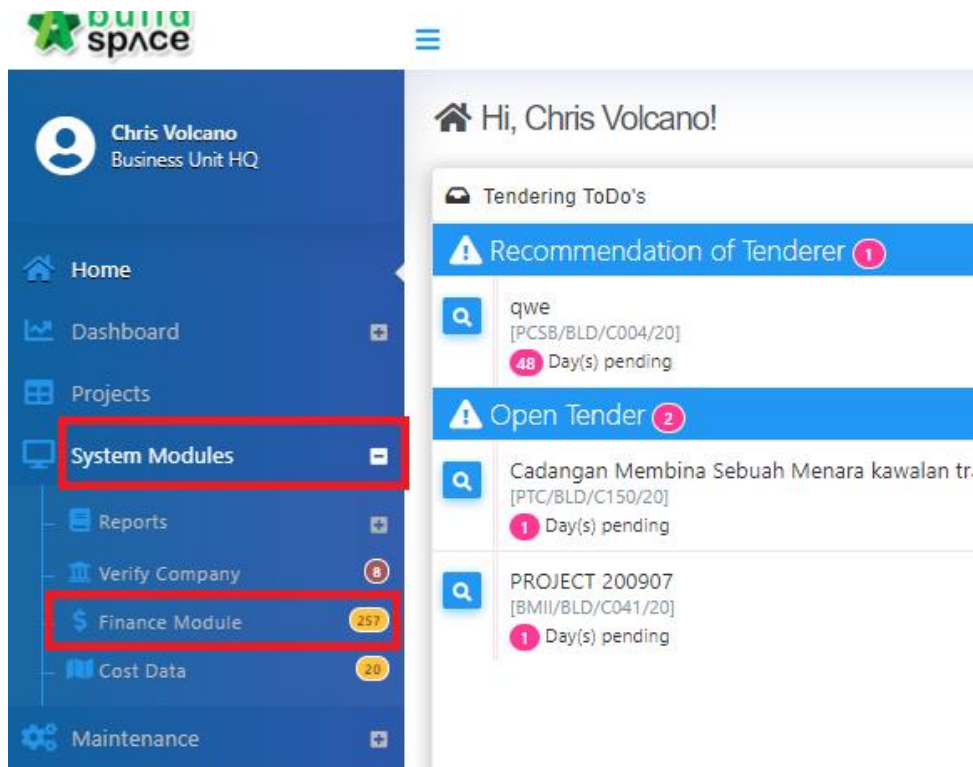 build
spʌce
Chris Volcano
Business Unit HQ
Home
Dashboard
Projects
System Modules
Reports
Verify Company 8
Finance Module 257
Cost Data 20
Maintenance
Hi, Chris Volcano!
Tendering ToDo's
Recommendation of Tenderer 1
qwe
[PCSB/BLD/C004/20]
48 Day(s) pending
Open Tender 2
Cadangan Membina Sebuah Menara kawalan tra
[PTC/BLD/C150/20]
1 Day(s) pending
PROJECT 200907
[BMII/BLD/C041/20]
1 Day(s) pending